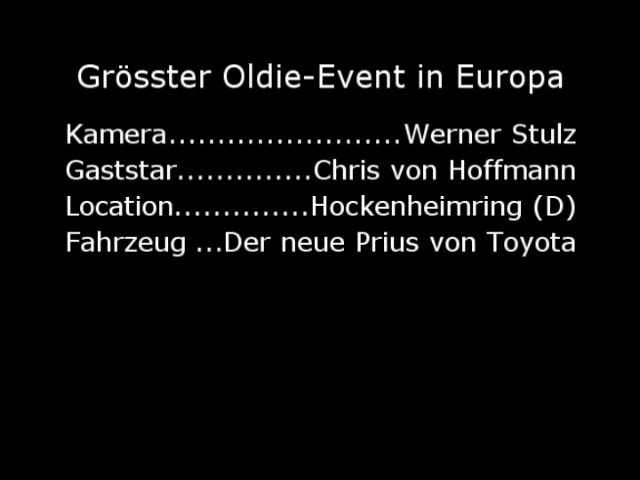 Grösster Oldie-Event in Europa
Kamera........................Werner Stulz
Gaststar..............Chris von Hoffmann
Location..............Hockenheimring (D)
Fahrzeug ...Der neue Prius von Toyota